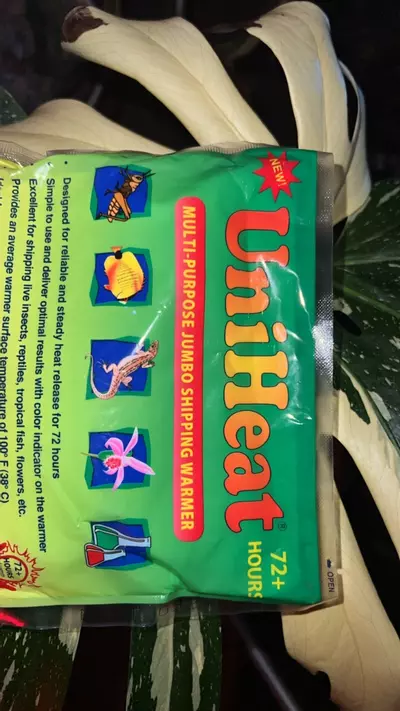 NEW!
UniHeat®
72+
HOURS
MULTI-PURPOSE JUMBO SHIPPING WARMER
• Designed for reliable and steady heat release for 72 hours
Simple to use and deliver optimal results with color indicator on the warmer
Excellent for shipping live insects, reptiles, tropical fish, flowers, etc.
Provides an average warmer surface temperature of 100° F (38° C)
72+
HOURS
OPEN